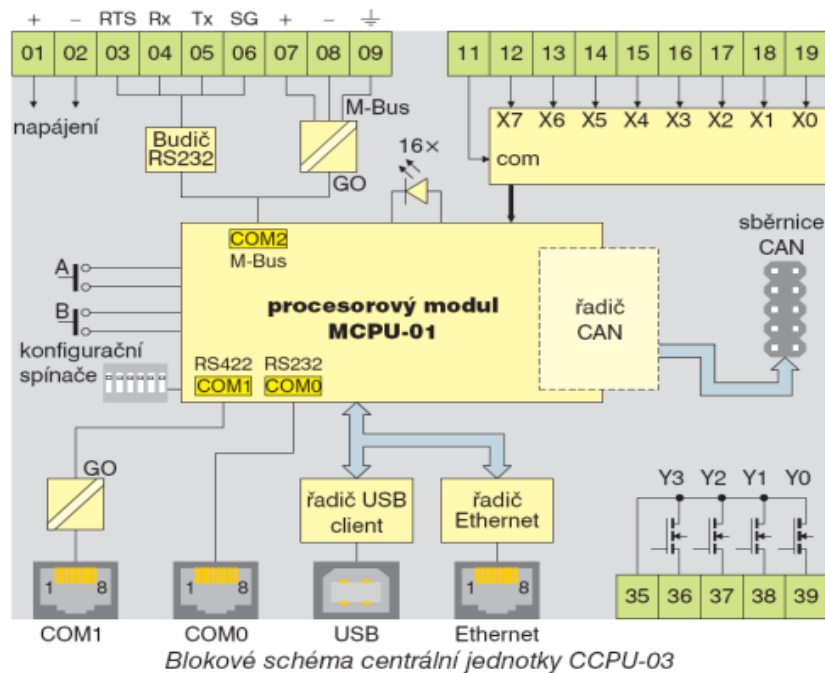 + − RTS Rx Tx SG + −
01 02 03 04 05 06 07 08 09
11 12 13 14 15 16 17 18 19
napájení
Budič
RS232
M-Bus
GO
16×
X7 X6 X5 X4 X3 X2 X1 X0
com
COM2
M-Bus
A
B
procesorový modul
MCPU-01
řadič
CAN
sběrnice
CAN
konfigurační
spínače
RS422 RS232
COM1 COM0
GO
řadič USB
client
řadič
Ethernet
Y3 Y2 Y1 Y0
35 36 37 38 39
1 8
1 8
1 8
COM1 COM0 USB Ethernet
Blokové schéma centrální jednotky CCPU-03